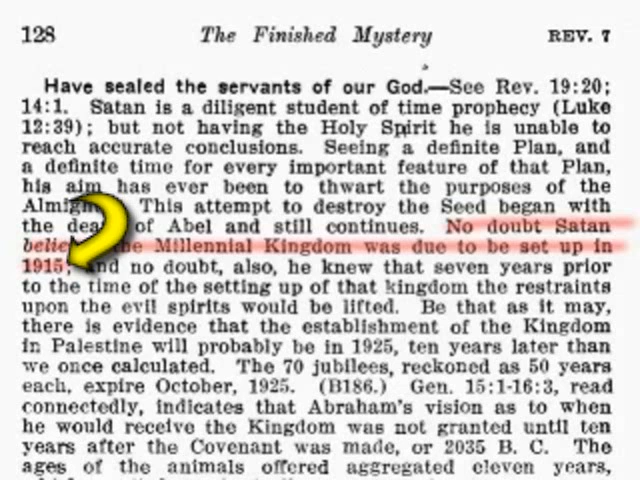 128 The Finished Mystery REV. 7
Have sealed the servants of our God.—See Rev. 19:20;
14:1. Satan is a diligent student of time prophecy (Luke
12:39); but not having the Holy Spirit he is unable to
reach accurate conclusions. Seeing a definite Plan, and
a definite time for every important feature of that Plan,
his aim has ever been to thwart the purposes of the
This attempt to destroy the Seed began with
the of Abel and still continues. No doubt Satan
the Millennial Kingdom was due to be set up in
1915; and no doubt, also, he knew that seven years prior
to the time of the setting up of that kingdom the restraints
upon the evil spirits would be lifted. Be that as it may,
there is evidence that the establishment of the Kingdom
in Palestine will probably be in 1925, ten years later than
we once calculated. The 70 jubilees, reckoned as 50 years
each, expire October, 1925. (B186.) Gen. 15:1-16:3, read
connectedly, indicates that Abraham's vision as to when
he would receive the Kingdom was not granted until ten
years after the Covenant was made, or 2035 B. C. The
ages of the animals offered aggregated eleven years,